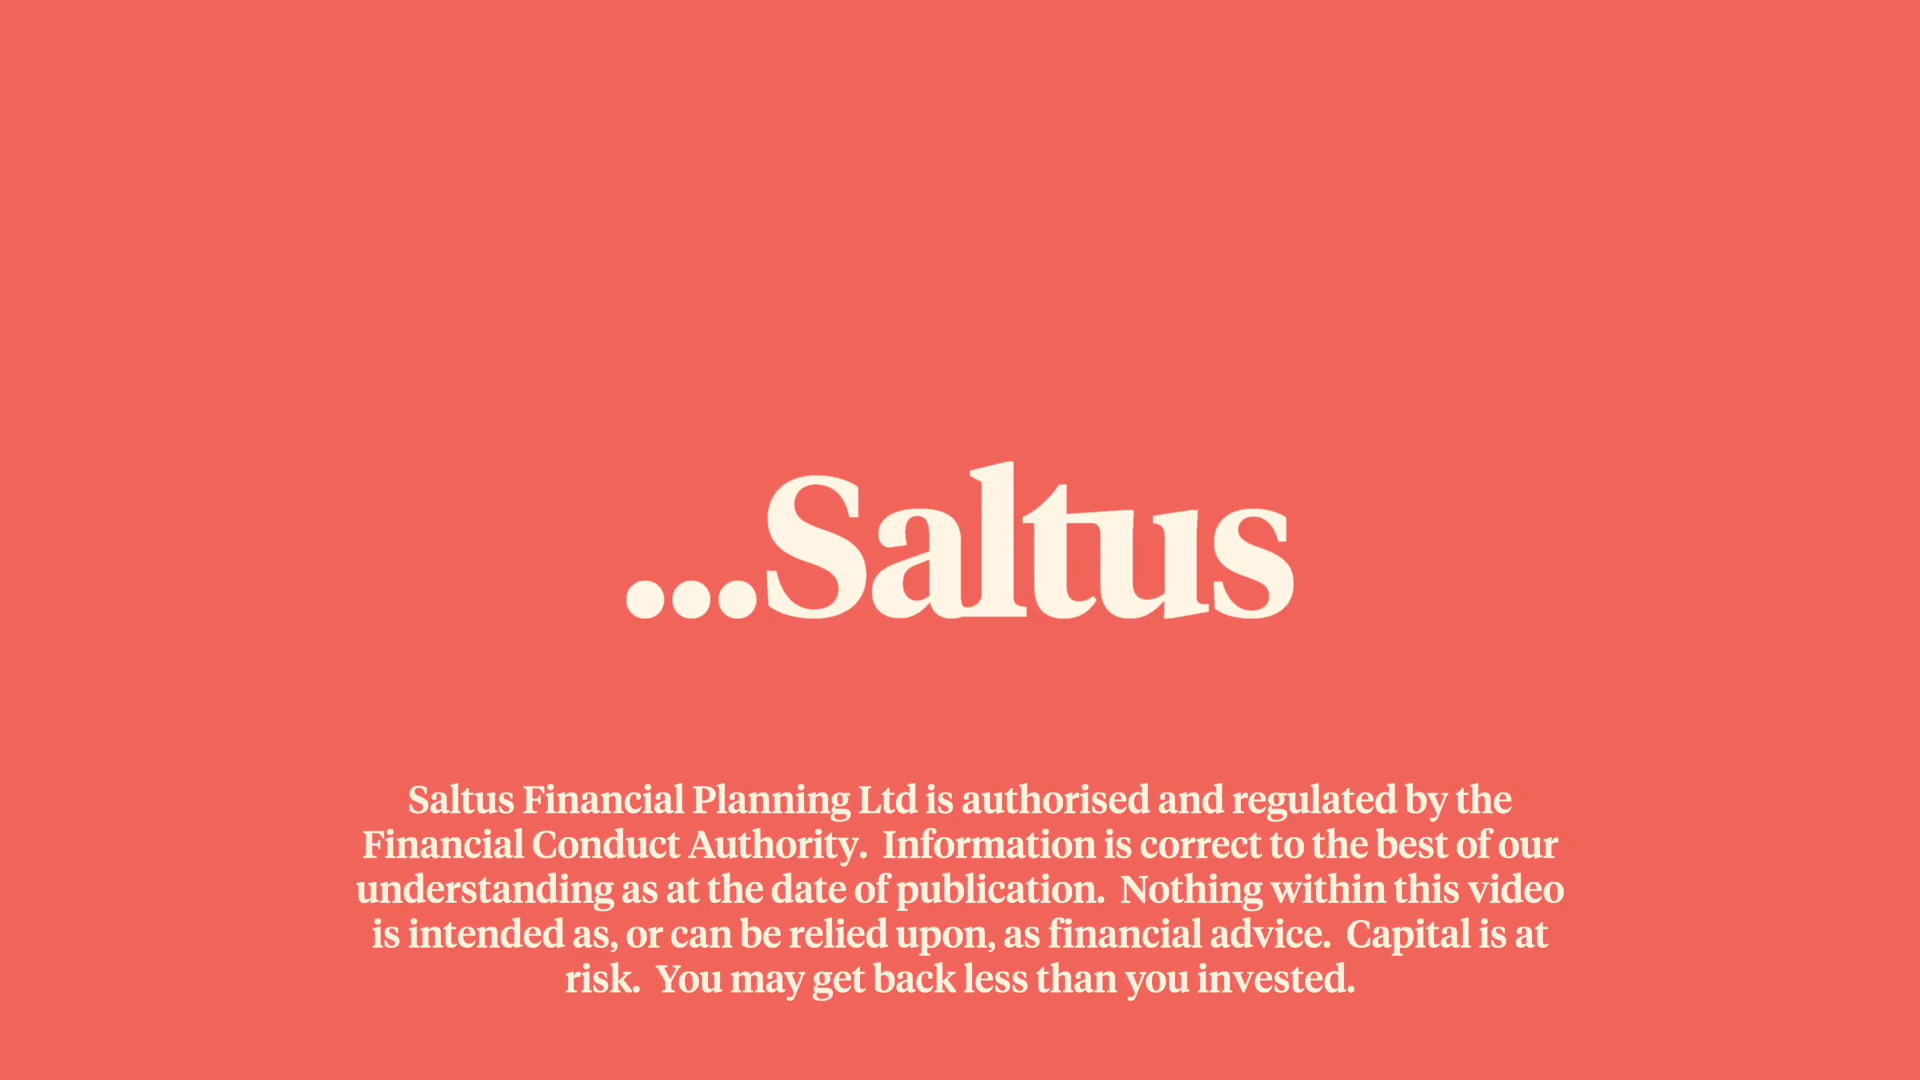 ...Saltus
Saltus Financial Planning Ltd is authorised and regulated by the
Financial Conduct Authority.  Information is correct to the best of our
understanding as at the date of publication.  Nothing within this video
is intended as, or can be relied upon, as financial advice.  Capital is at
risk.  You may get back less than you invested.